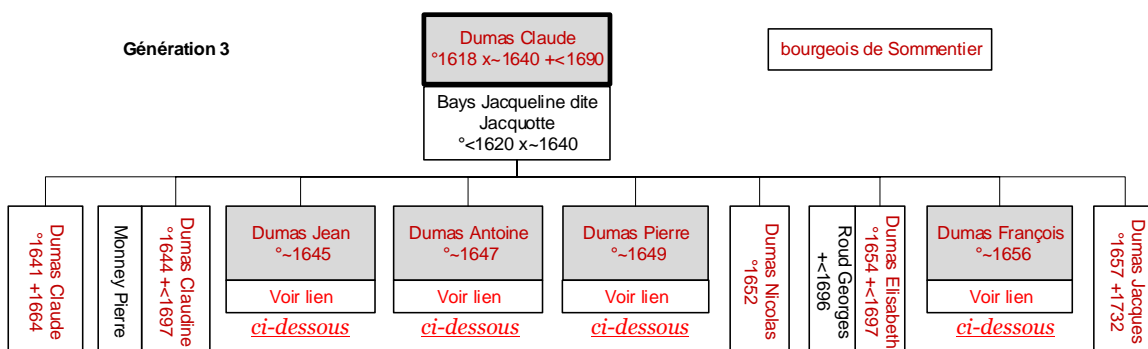 Génération 3
Dumas Claude
°1618 x~1640 +<1690
bourgeois de Sommentier
Bays Jacqueline dite
Jacquotte
°<1620 x~1640
Dumas Claude
°1641 +1664
Monney Pierre
Dumas Claudine
°1644 +<1697
Dumas Jean
°~1645
Voir lien
ci-dessous
Dumas Antoine
°~1647
Voir lien
ci-dessous
Dumas Pierre
°~1649
Voir lien
ci-dessous
Dumas Nicolas
°1652
Roud Georges
+<1696
Dumas Elisabeth
°1654 +<1697
Dumas François
°~1656
Voir lien
ci-dessous
Dumas Jacques
°1657 +1732